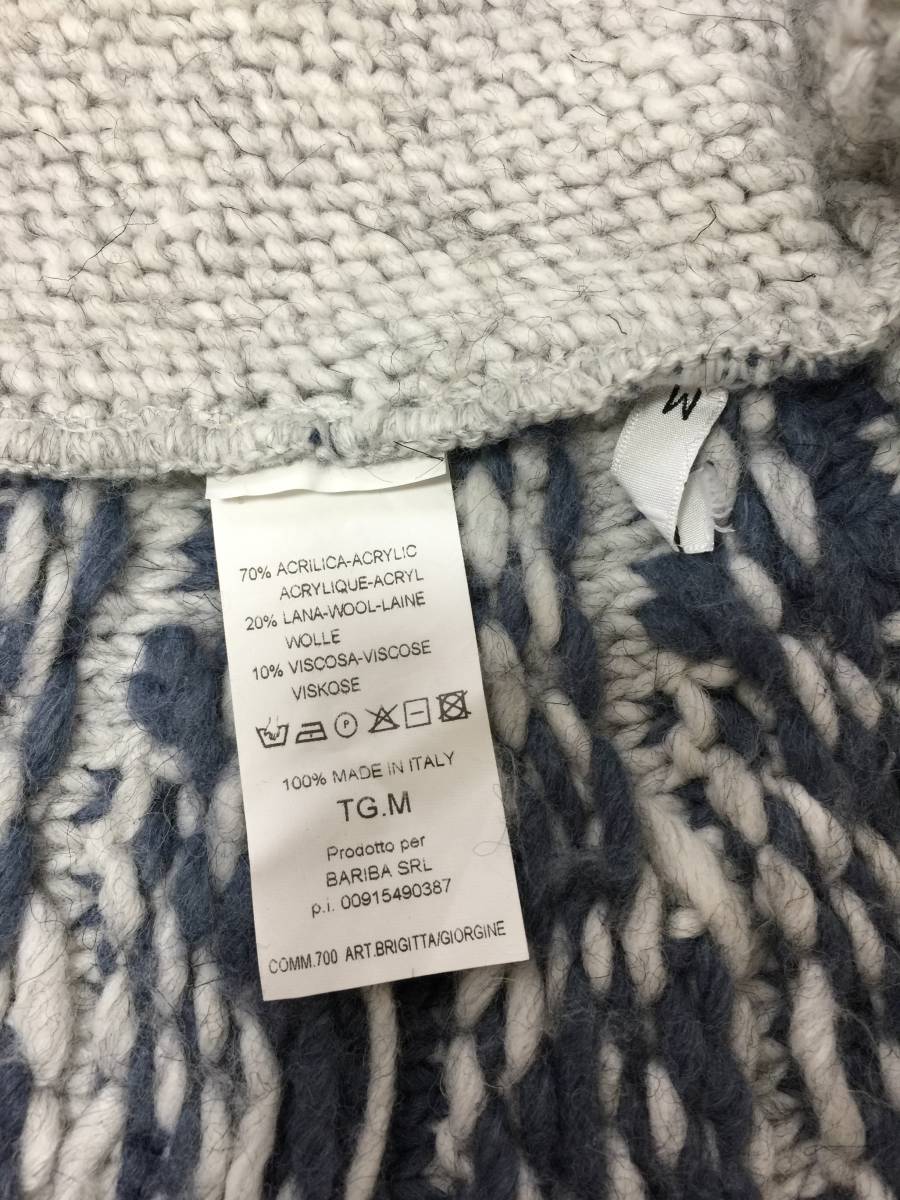 M
70% ACRILICA-ACRYLIC
ACRYLIQUE-ACRYL
20% LANA-WOOL-LAINE
WOLLE
10% VISCOSA-VISCOSE
VISKOSE
P
100% MADE IN ITALY
TG.M
Prodotto per
BARIBA SRL
p.i. 00915490387
COMM.700 ART.BRIGITTA/GIORGINE